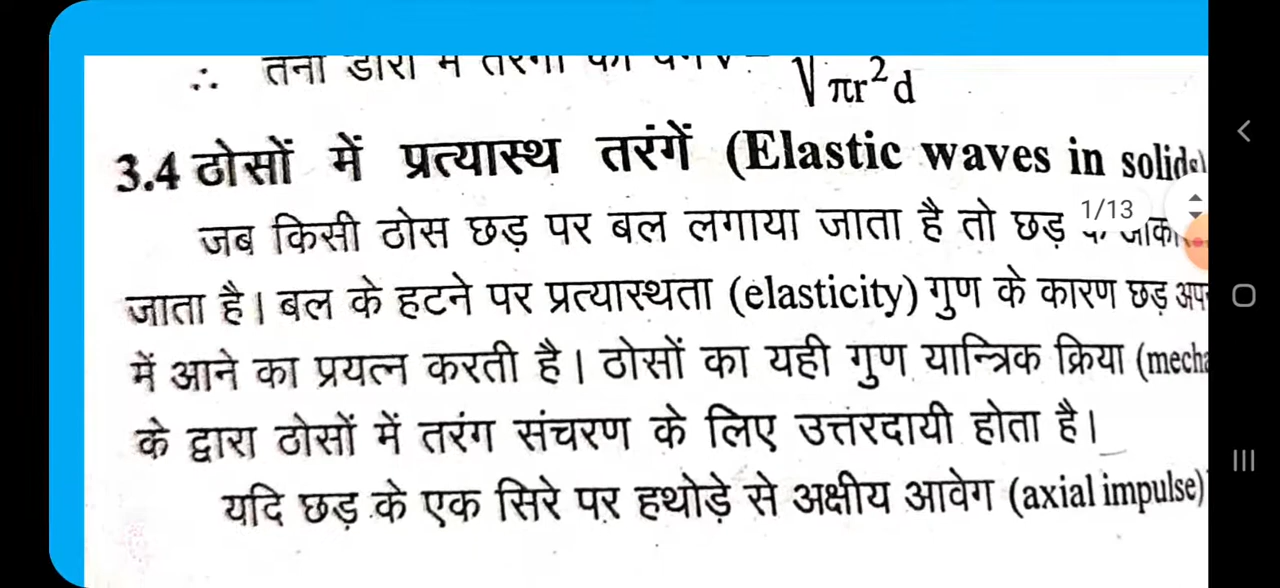 ∴ तनी डोरी में तरंगों का वेग V = √πr²d
3.4 ठोसों में प्रत्यास्थ तरंगें (Elastic waves in solids)
1/13
जब किसी ठोस छड़ पर बल लगाया जाता है तो छड़
जाता है। बल के हटने पर प्रत्यास्थता (elasticity) गुण के कारण छड़
में आने का प्रयत्न करती है। ठोसों का यही गुण यान्त्रिक क्रिया
के द्वारा ठोसों में तरंग संचरण के लिए उत्तरदायी होता है।
यदि छड़ के एक सिरे पर हथोड़े से अक्षीय आवेग (axial impulse)